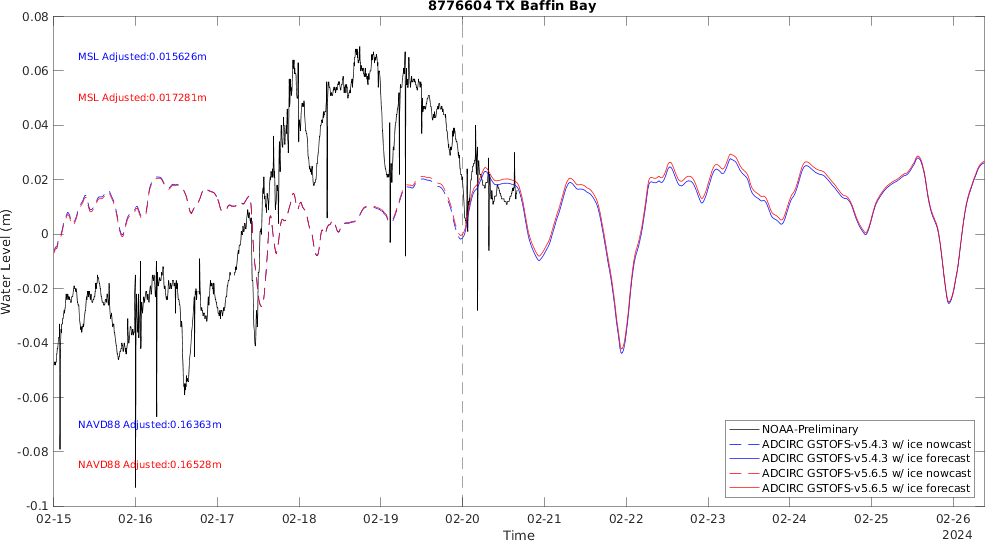 8776604 TX Baffin Bay
0.08
0.06
0.04
0.02
0
-0.02
-0.04
-0.06
-0.08
-0.1
Water Level (m)
MSL Adjusted:0.015626m
MSL Adjusted:0.017281m
NAVD88 Adjusted:0.16363m
NAVD88 Adjusted:0.16528m
NOAA-Preliminary
ADCIRC GSTOFS-v5.4.3 w/ ice nowcast
ADCIRC GSTOFS-v5.4.3 w/ ice forecast
ADCIRC GSTOFS-v5.6.5 w/ ice nowcast
ADCIRC GSTOFS-v5.6.5 w/ ice forecast
02-15 02-16 02-17 02-18 02-19 02-20 02-21 02-22 02-23 02-24 02-25 02-26
Time
2024